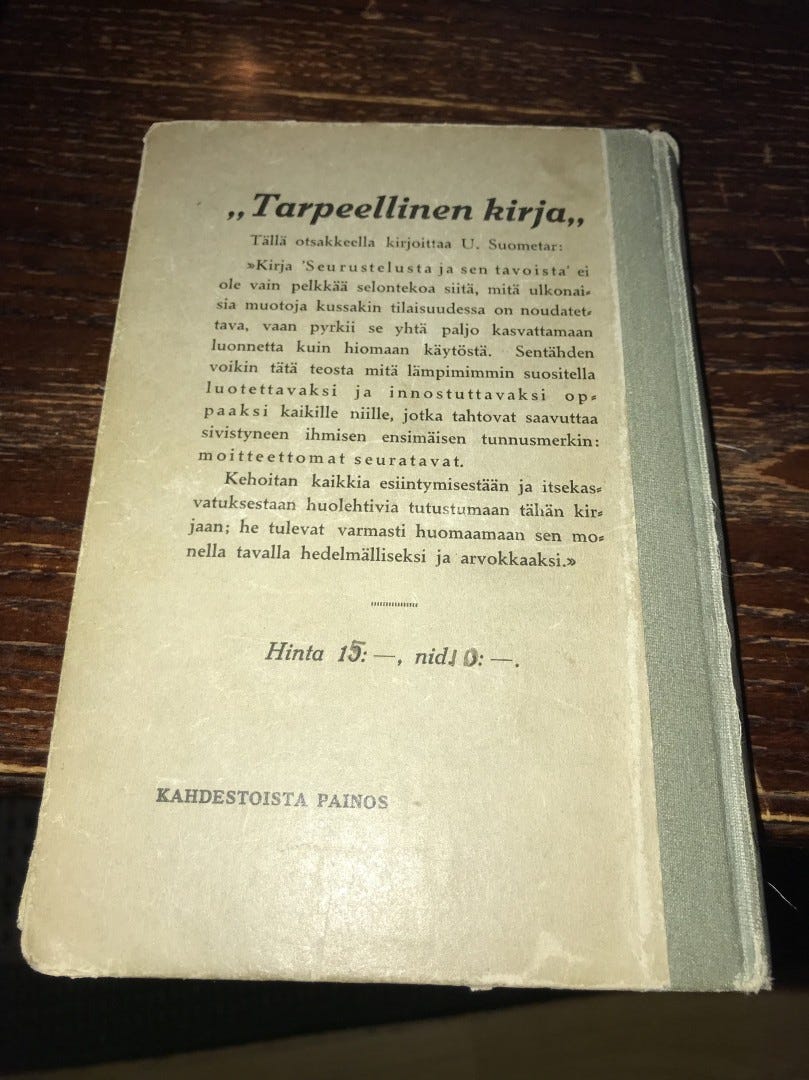 „Tarpeellinen kirja„
Tällä otsakkeella kirjoittaa U. Suometar:
»Kirja 'Seurustelusta ja sen tavoista' ei
ole vain pelkkää selontekoa siitä, mitä ulkonai⸗
sia muotoja kussakin tilaisuudessa on noudatet⸗
tava, vaan pyrkii se yhtä paljo kasvattamaan
luonnetta kuin hiomaan käytöstä. Sentähden
voikin tätä teosta mitä lämpimimmin suositella
luotettavaksi ja innostuttavaksi op⸗
paaksi kaikille niille, jotka tahtovat saavuttaa
sivistyneen ihmisen ensimäisen tunnusmerkin:
moitteettomat seuratavat.
Kehoitan kaikkia esiintymisestään ja itsekas⸗
vatuksestaan huolehtivia tutustumaan tähän kir⸗
jaan; he tulevat varmasti huomaamaan sen mo⸗
nella tavalla hedelmälliseksi ja arvokkaaksi.»
Hinta 15: —, nid. 10: —.
KAHDESTOISTA PAINOS